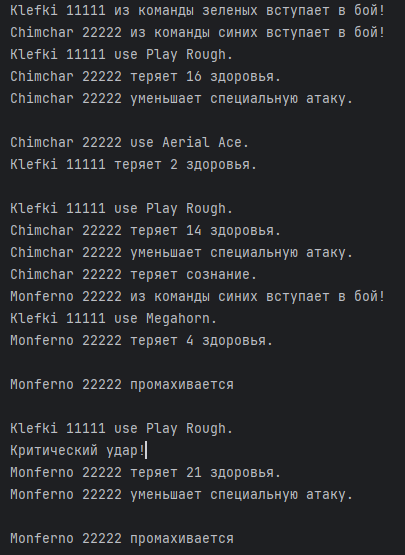 Klefki 11111 из команды зеленых вступает в бой!
Chimchar 22222 из команды синих вступает в бой!
Klefki 11111 use Play Rough.
Chimchar 22222 теряет 16 здоровья.
Chimchar 22222 уменьшает специальную атаку.
Chimchar 22222 use Aerial Ace.
Klefki 11111 теряет 2 здоровья.
Klefki 11111 use Play Rough.
Chimchar 22222 теряет 14 здоровья.
Chimchar 22222 уменьшает специальную атаку.
Chimchar 22222 теряет сознание.
Monferno 22222 из команды синих вступает в бой!
Klefki 11111 use Megahorn.
Monferno 22222 теряет 4 здоровья.
Monferno 22222 промахивается
Klefki 11111 use Play Rough.
Критический удар!
Monferno 22222 теряет 21 здоровья.
Monferno 22222 уменьшает специальную атаку.
Monferno 22222 промахивается